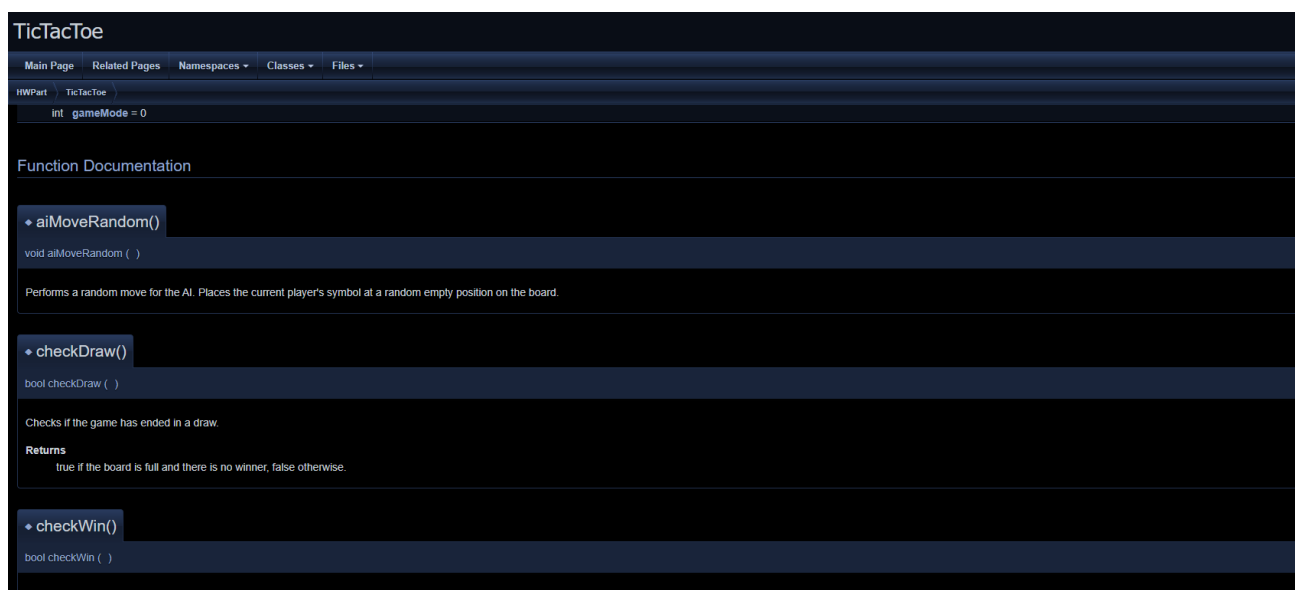 TicTacToe
Main Page Related Pages Namespaces Classes Files
HWPart TicTacToe
int gameMode = 0
Function Documentation
◆ aiMoveRandom()
void aiMoveRandom ( )
Performs a random move for the AI. Places the current player's symbol at a random empty position on the board.
◆ checkDraw()
bool checkDraw ( )
Checks if the game has ended in a draw.
Returns
true if the board is full and there is no winner, false otherwise.
◆ checkWin()
bool checkWin ( )